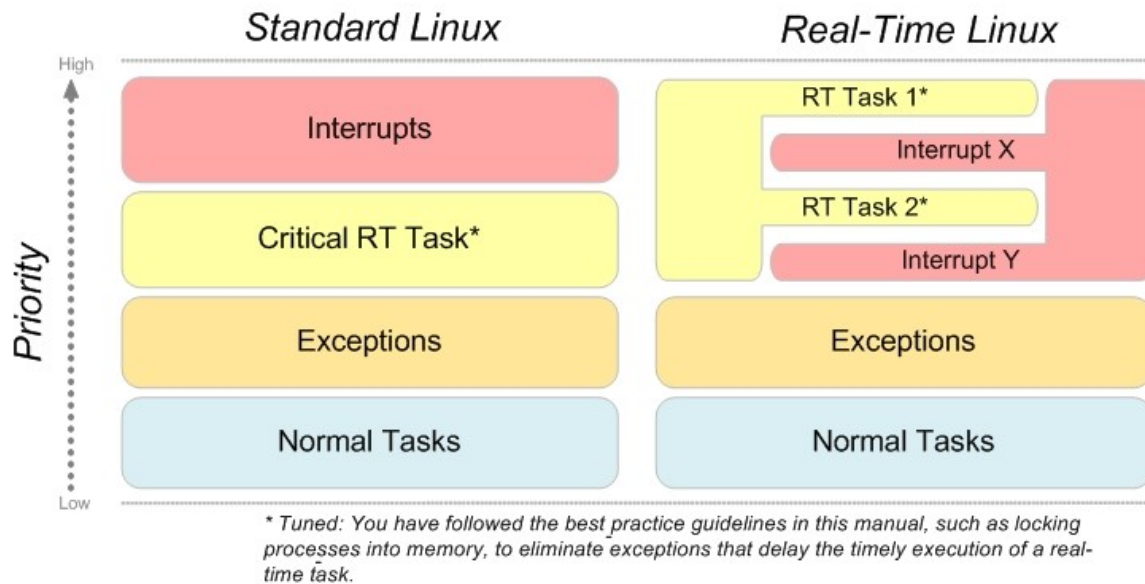 Standard Linux
Real-Time Linux
High
Interrupts
RT Task 1*
Interrupt X
Critical RT Task*
RT Task 2*
Interrupt Y
Priority
Exceptions
Exceptions
Normal Tasks
Normal Tasks
Low
* Tuned: You have followed the best practice guidelines in this manual, such as locking
processes into memory, to eliminate exceptions that delay the timely execution of a real-
time task.